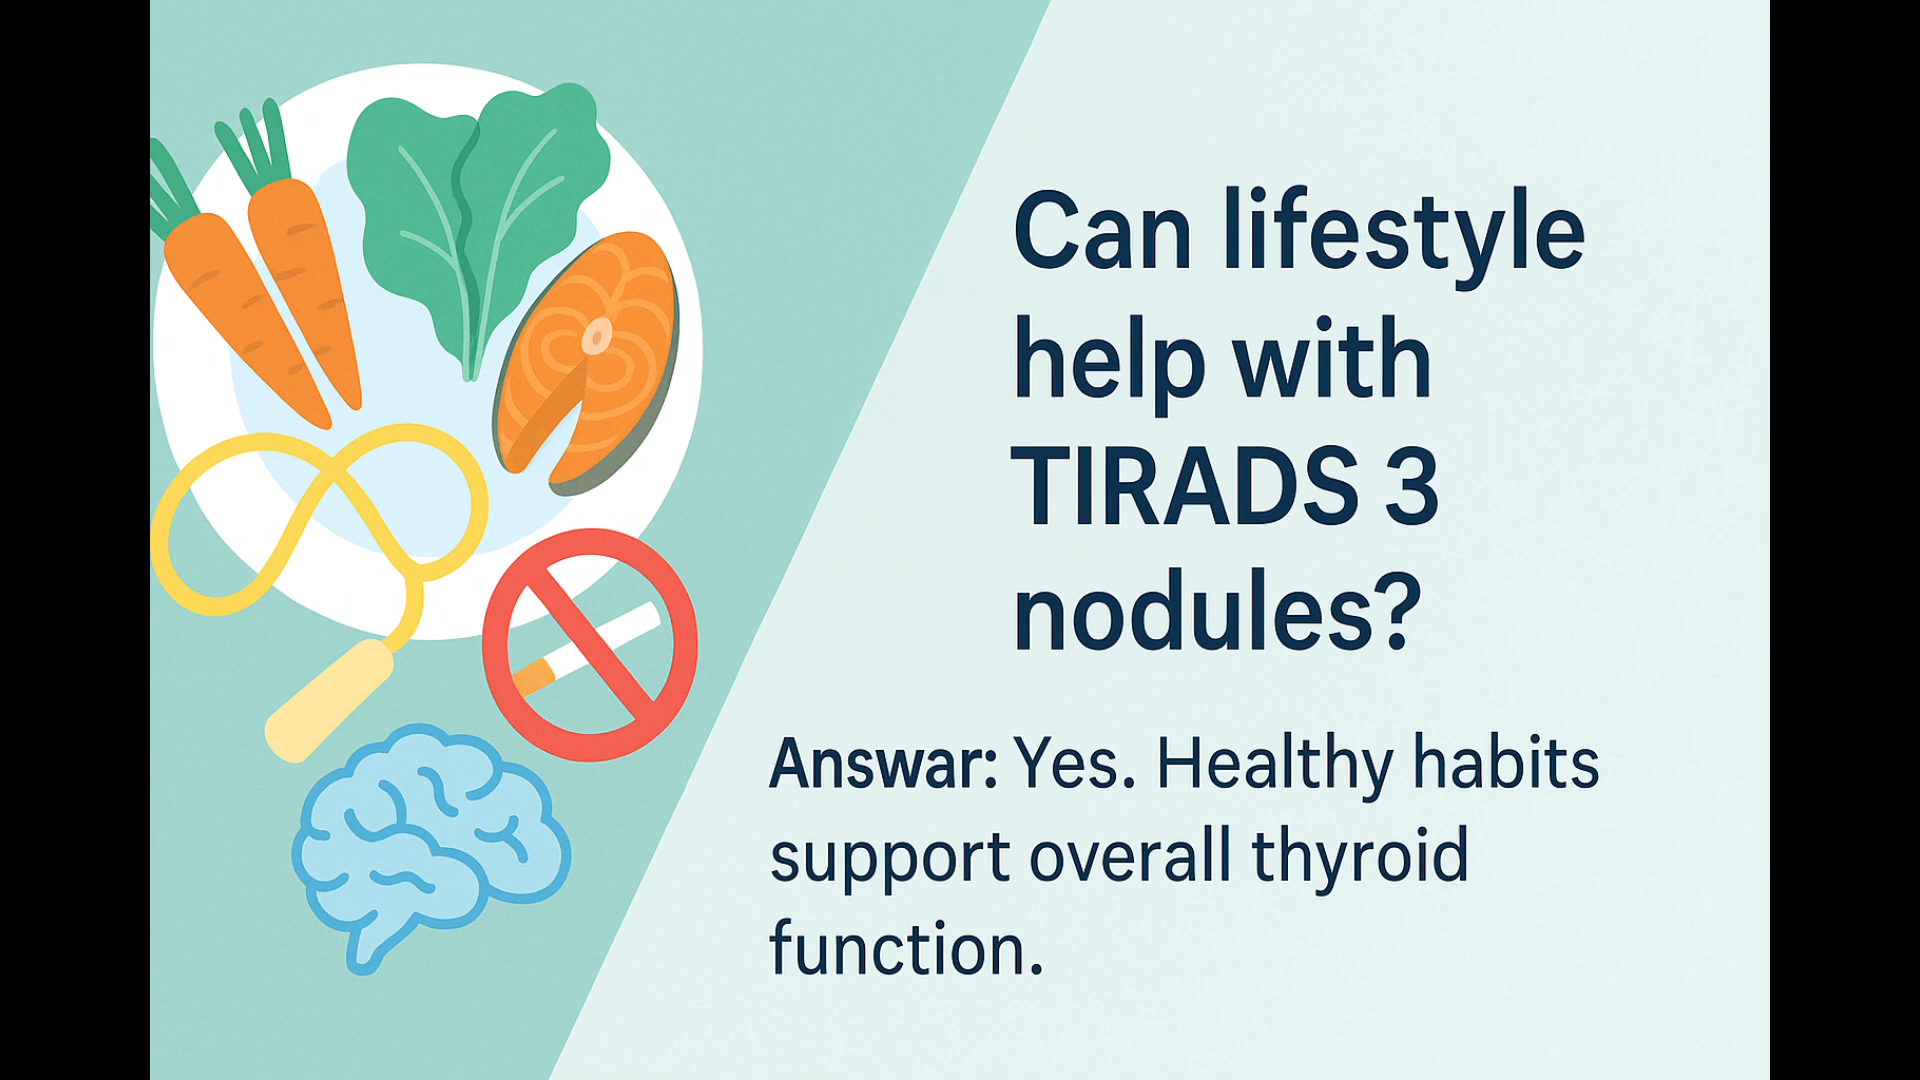 Can lifestyle
help with
TIRADS 3
nodules?
Answar: Yes. Healthy habits
support overall thyroid
function.